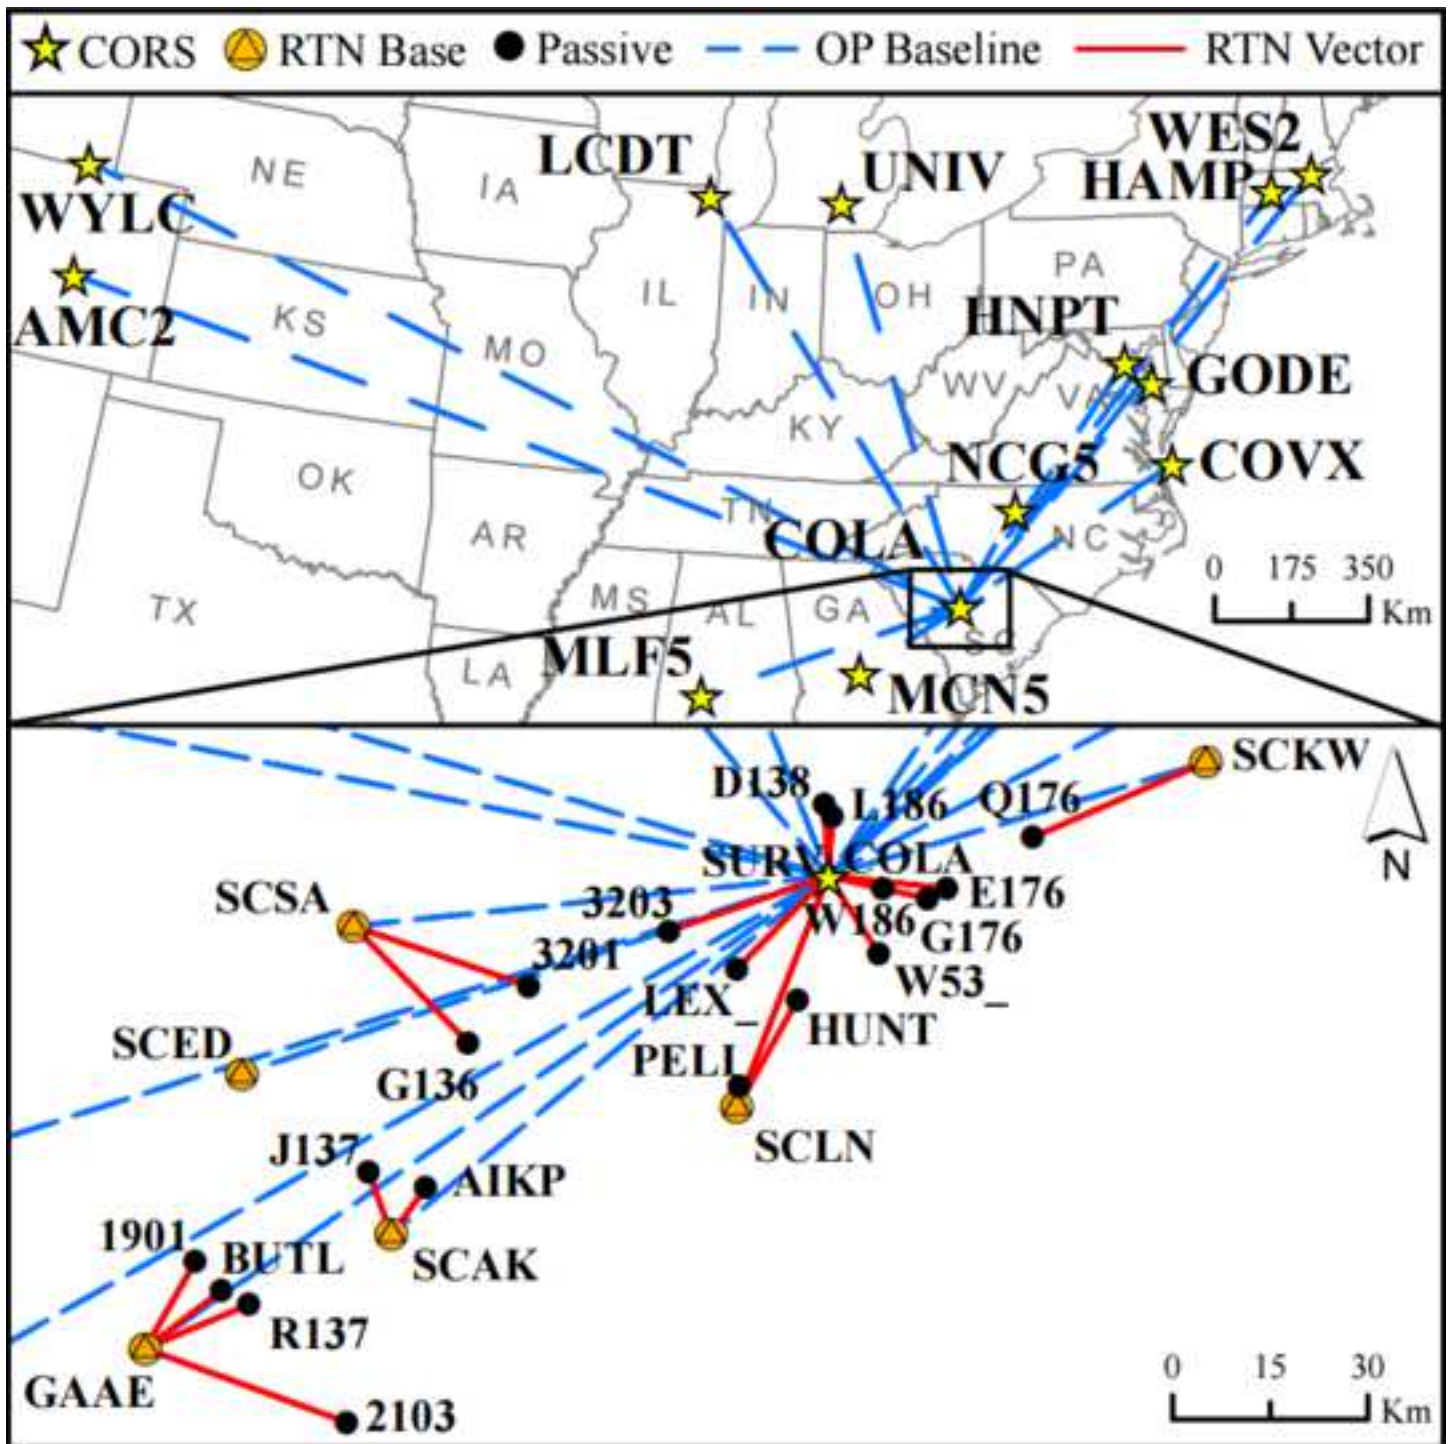 CORS RTN Base Passive OP Baseline RTN Vector
WES2
LCDT UNIV HAMP
NE IA
WYLC
PA
IL IN OH
AMC2 KS HNPT
MO
GODE
WV VA
KY
NCG5 COVX
OK
TN
AR COLA NC
0 175 350
Km
TX MS AL GA
SC
MLF5
LA MCN5
SCKW
D138 Q176
L186
N
SURV COLA
SCSA 3203 E176
W186 G176
3201
W53_
LEX_
HUNT
SCED
PELI
G136
SCLN
J137
AIKP
1901 BUTL
SCAK
R137
GAAE
0 15 30
Km
2103